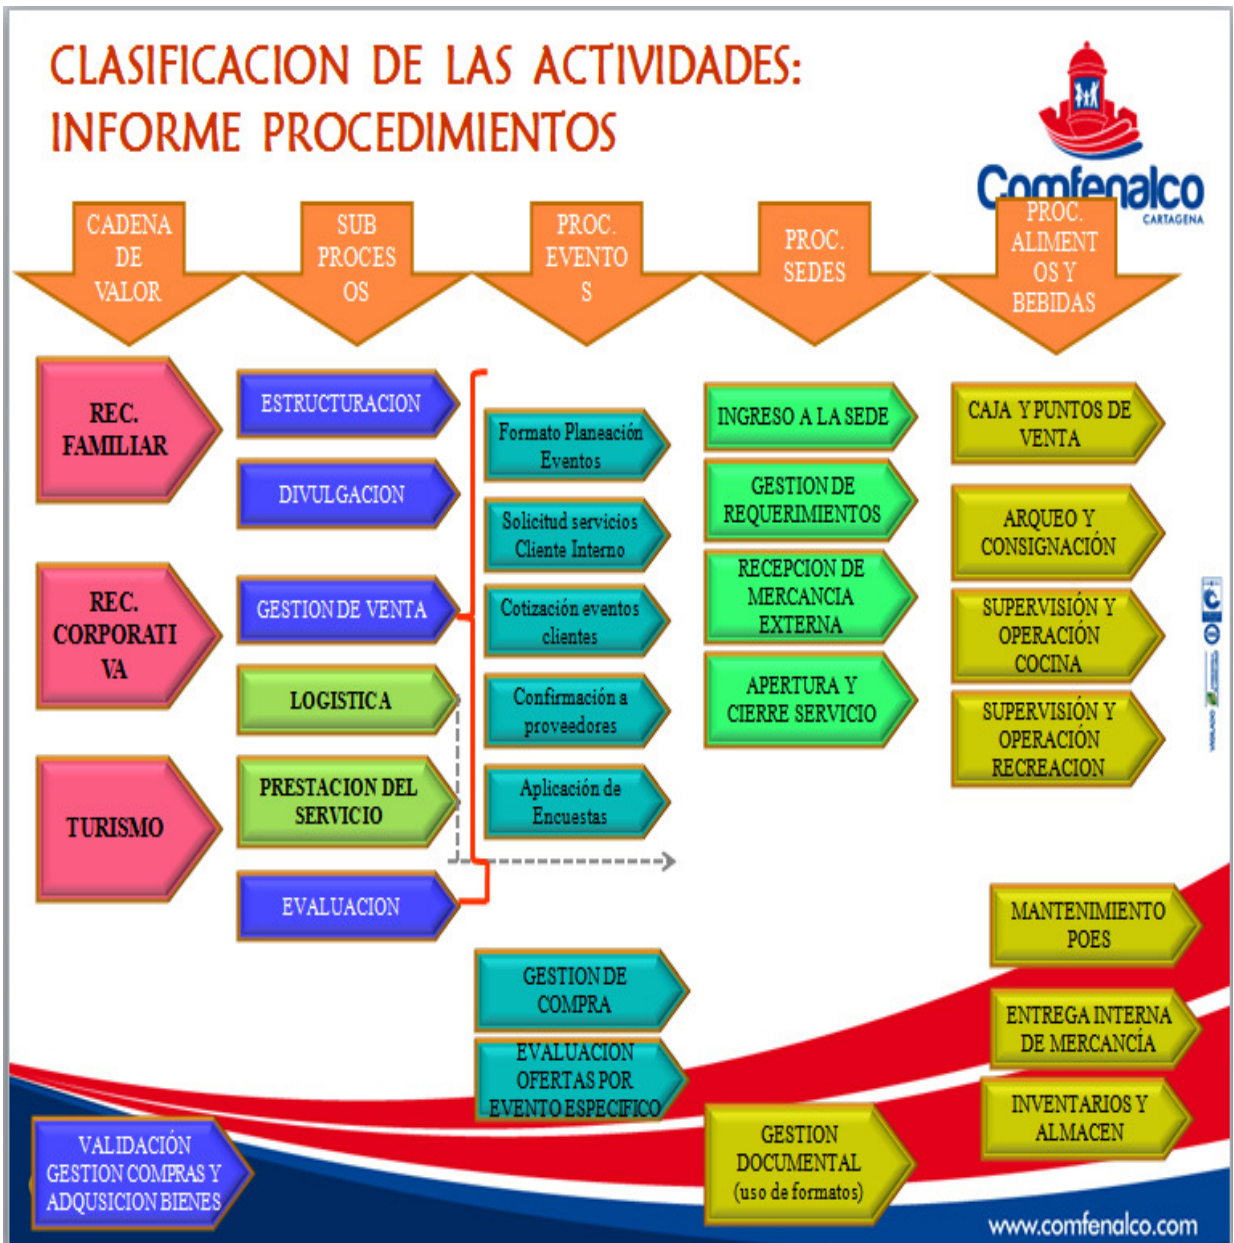 CLASIFICACION DE LAS ACTIVIDADES:
INFORME PROCEDIMIENTOS
Comfenalco
CARTAGENA
CADENA
DE
VALOR
SUB
PROCES
OS
PROC.
EVENTO
S
PROC.
SEDES
PROC.
ALIMENT
OS Y
BEBIDAS
REC.
FAMILIAR
REC.
CORPORATI
VA
TURISMO
ESTRUCTURACION
DIVULGACION
GESTION DE VENTA
LOGISTICA
PRESTACION DEL
SERVICIO
EVALUACION
Formato Planeación
Eventos
Solicitud servicios
Cliente Interno
Cotización eventos
clientes
Confirmación a
proveedores
Aplicación de
Encuestas
GESTION DE
COMPRA
EVALUACION
OFERTAS POR
EVENTO ESPECIFICO
INGRESO A LA SEDE
GESTION DE
REQUERIMIENTOS
RECEPCION DE
MERCANCIA
EXTERNA
APERTURA Y
CIERRE SERVICIO
CAJA Y PUNTOS DE
VENTA
ARQUEO Y
CONSIGNACIÓN
SUPERVISIÓN Y
OPERACIÓN
COCINA
SUPERVISIÓN Y
OPERACIÓN
RECREACION
MANTENIMIENTO
POES
ENTREGA INTERNA
DE MERCANCÍA
INVENTARIOS Y
ALMACEN
VALIDACIÓN
GESTION COMPRAS Y
ADQUSICION BIENES
GESTION
DOCUMENTAL
(uso de formatos)
VIGILADO
www.comfenalco.com